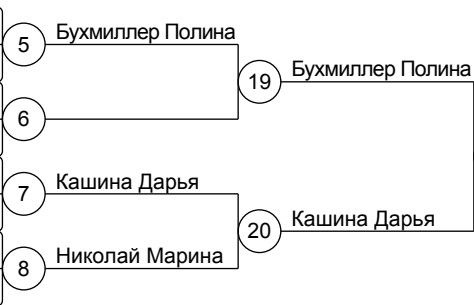 5 Бухмиллер Полина
19 Бухмиллер Полина
6
7 Кашина Дарья
20 Кашина Дарья
8 Николай Марина